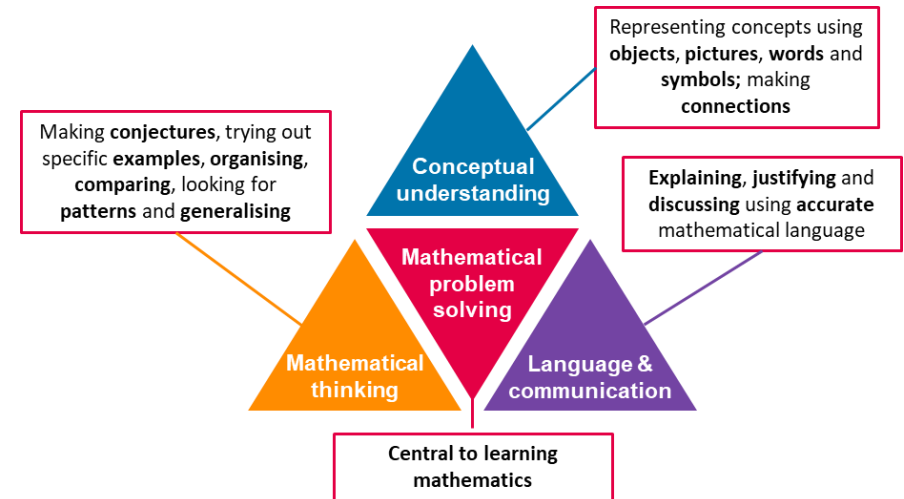 Representing concepts using
objects, pictures, words and
symbols; making
connections
Making conjectures, trying out
specific examples, organising,
comparing, looking for
patterns and generalising
Conceptual
understanding
Explaining, justifying and
discussing using accurate
mathematical language
Mathematical
problem
solving
Mathematical
thinking
Language &
communication
Central to learning
mathematics